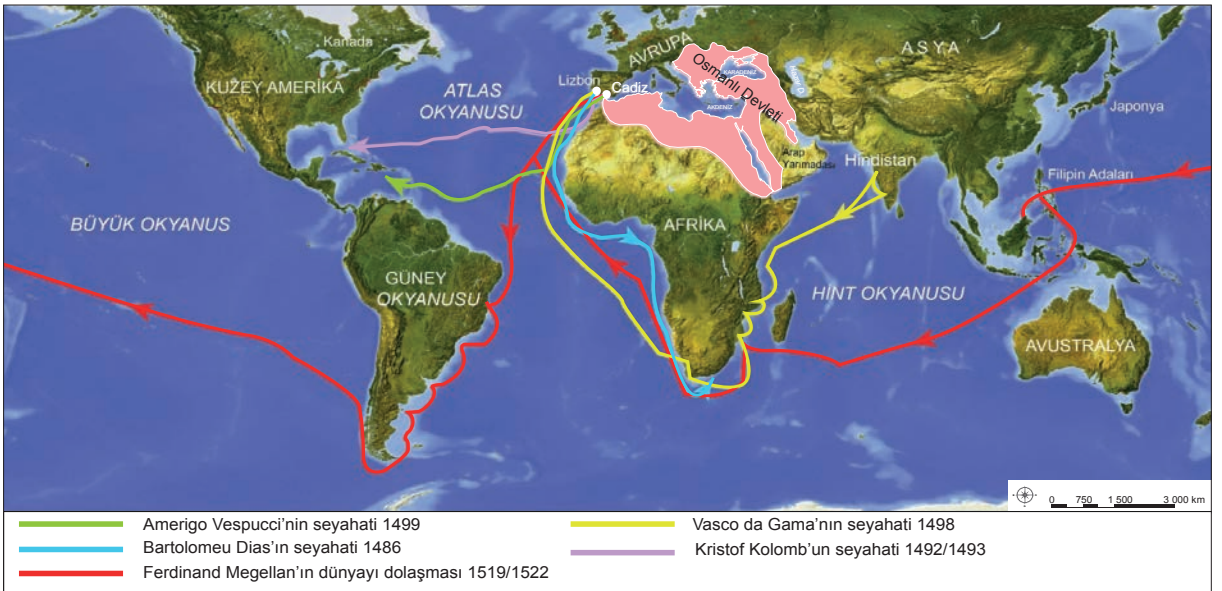 Kanada
KUZEY AMERİKA
ATLAS
OKYANUSU
BÜYÜK OKYANUS
GÜNEY
OKYANUSU
Lizbon
Cadiz
AVRUPA
Osmanlı Devleti
KARADENİZ
AKDENİZ
ASYA
Japonya
Arap
Yarımadası
Hindistan
Filipin Adaları
AFRİKA
HINT OKYANUSU
AVUSTRALYA
0 750 1 500 3 000 km
Amerigo Vespucci’nin seyahati 1499
Bartolomeu Dias’ın seyahati 1486
Ferdinand Megellan’ın dünyayı dolaşması 1519/1522
Vasco da Gama’nın seyahati 1498
Kristof Kolomb’un seyahati 1492/1493